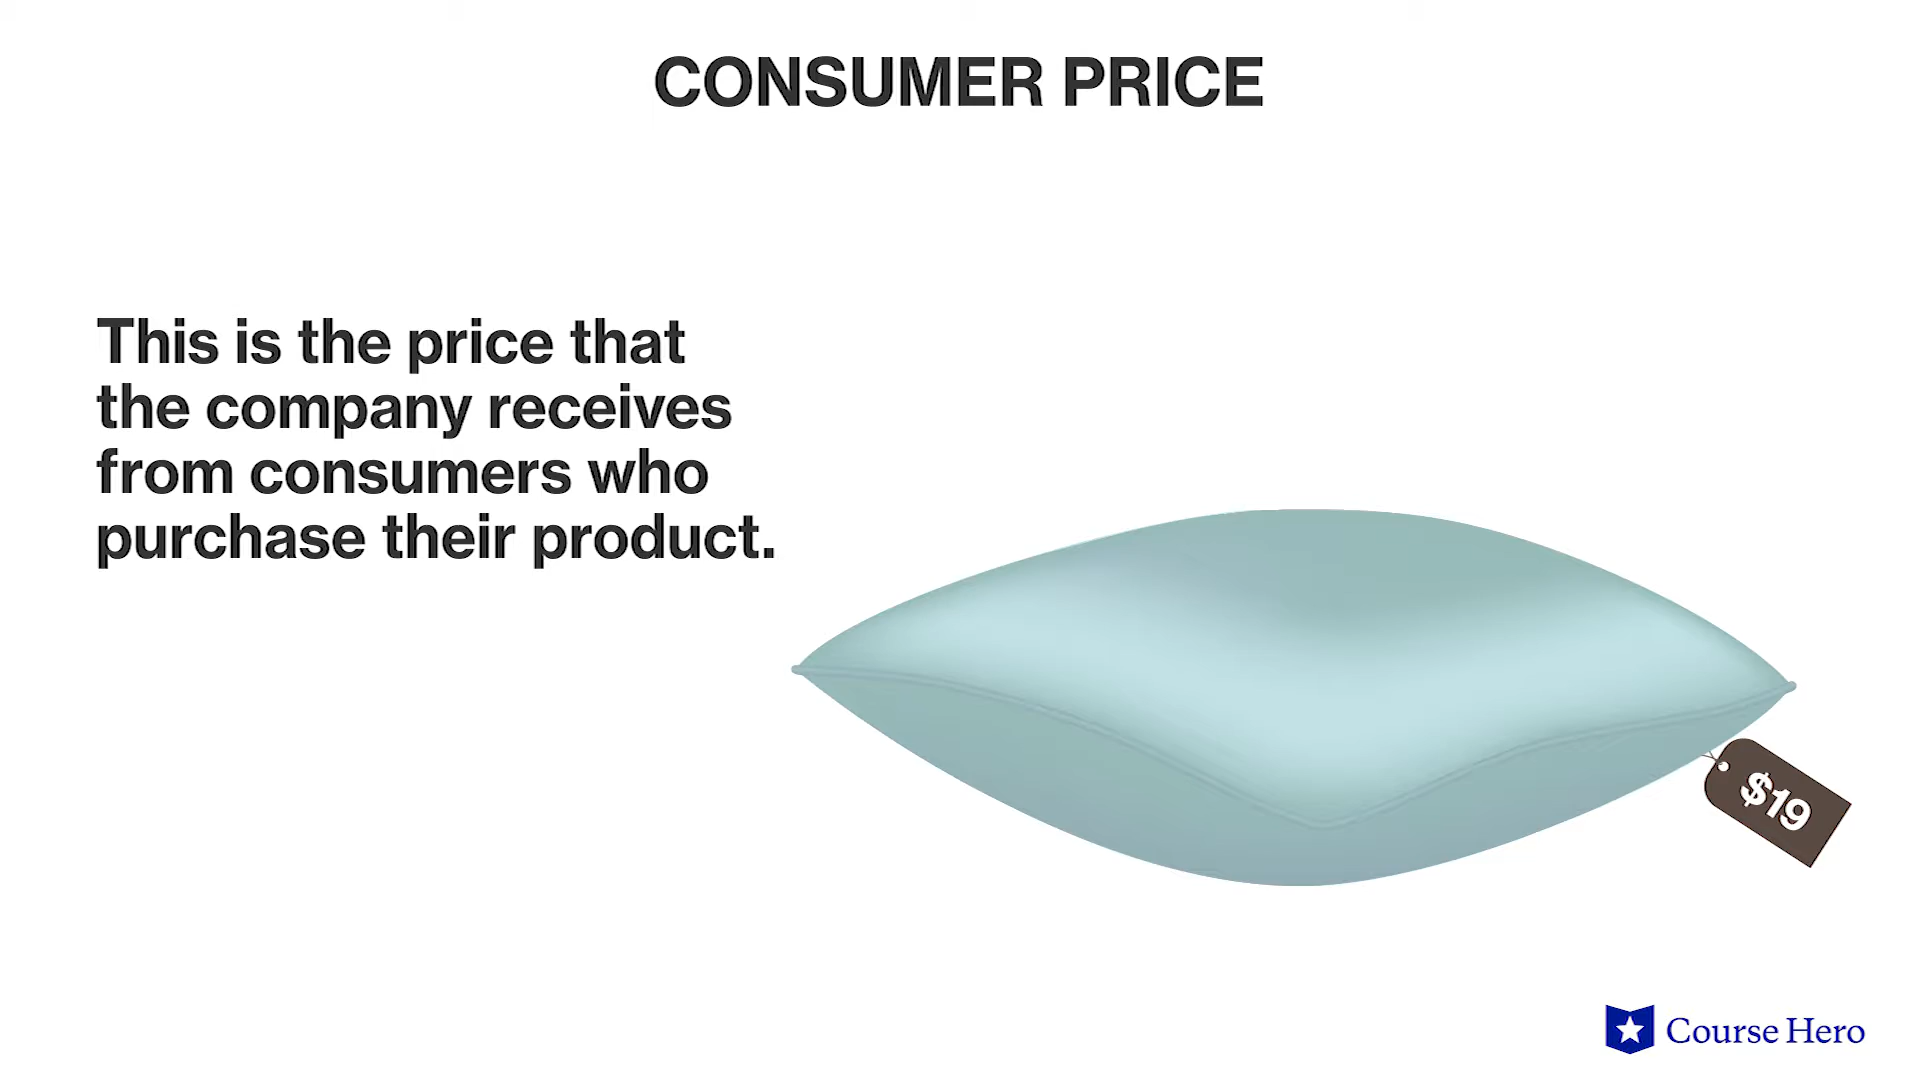 CONSUMER PRICE
This is the price that
the company receives
from consumers who
purchase their product.
$19
Course Hero